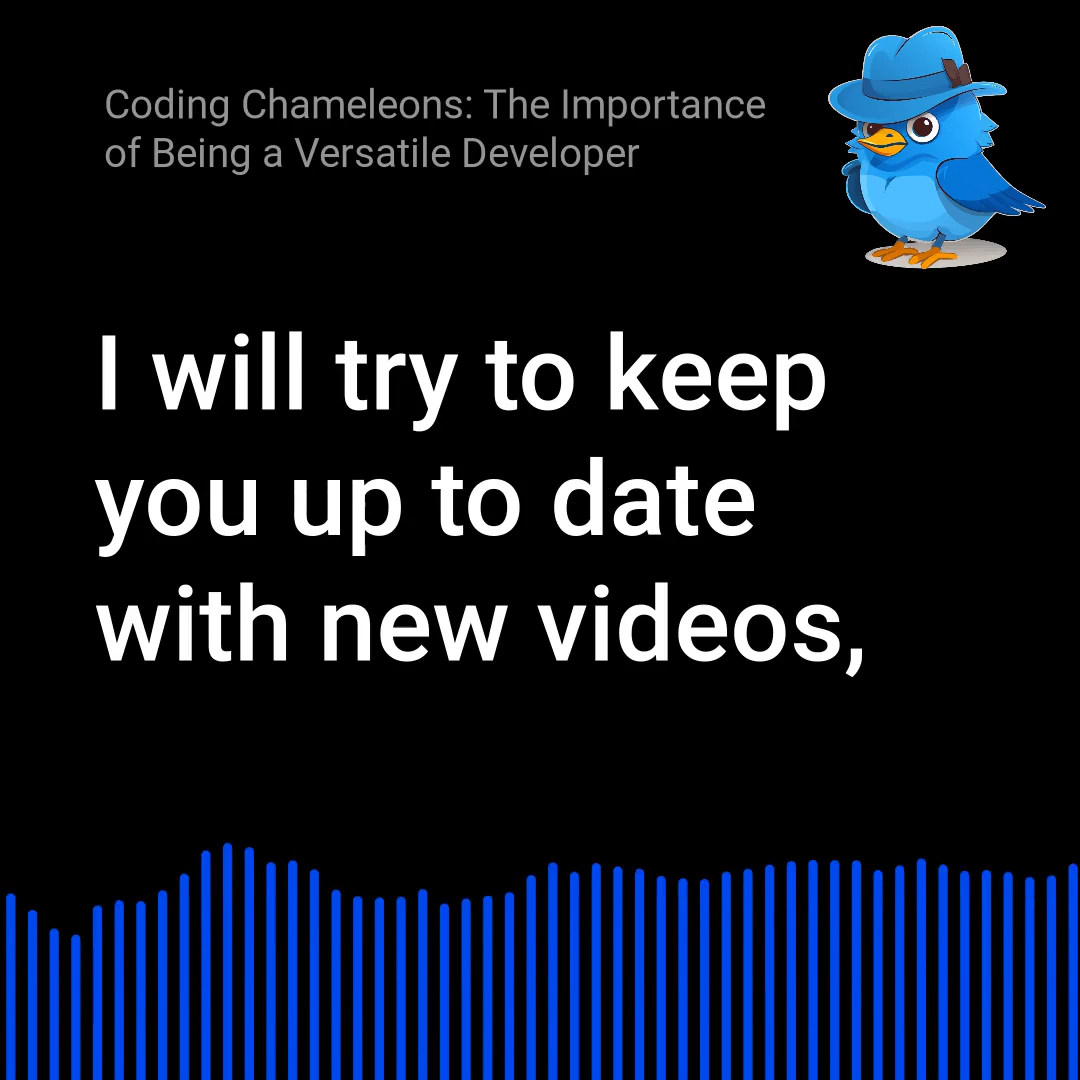 Coding Chameleons: The Importance
of Being a Versatile Developer
I will try to keep
you up to date
with new videos,